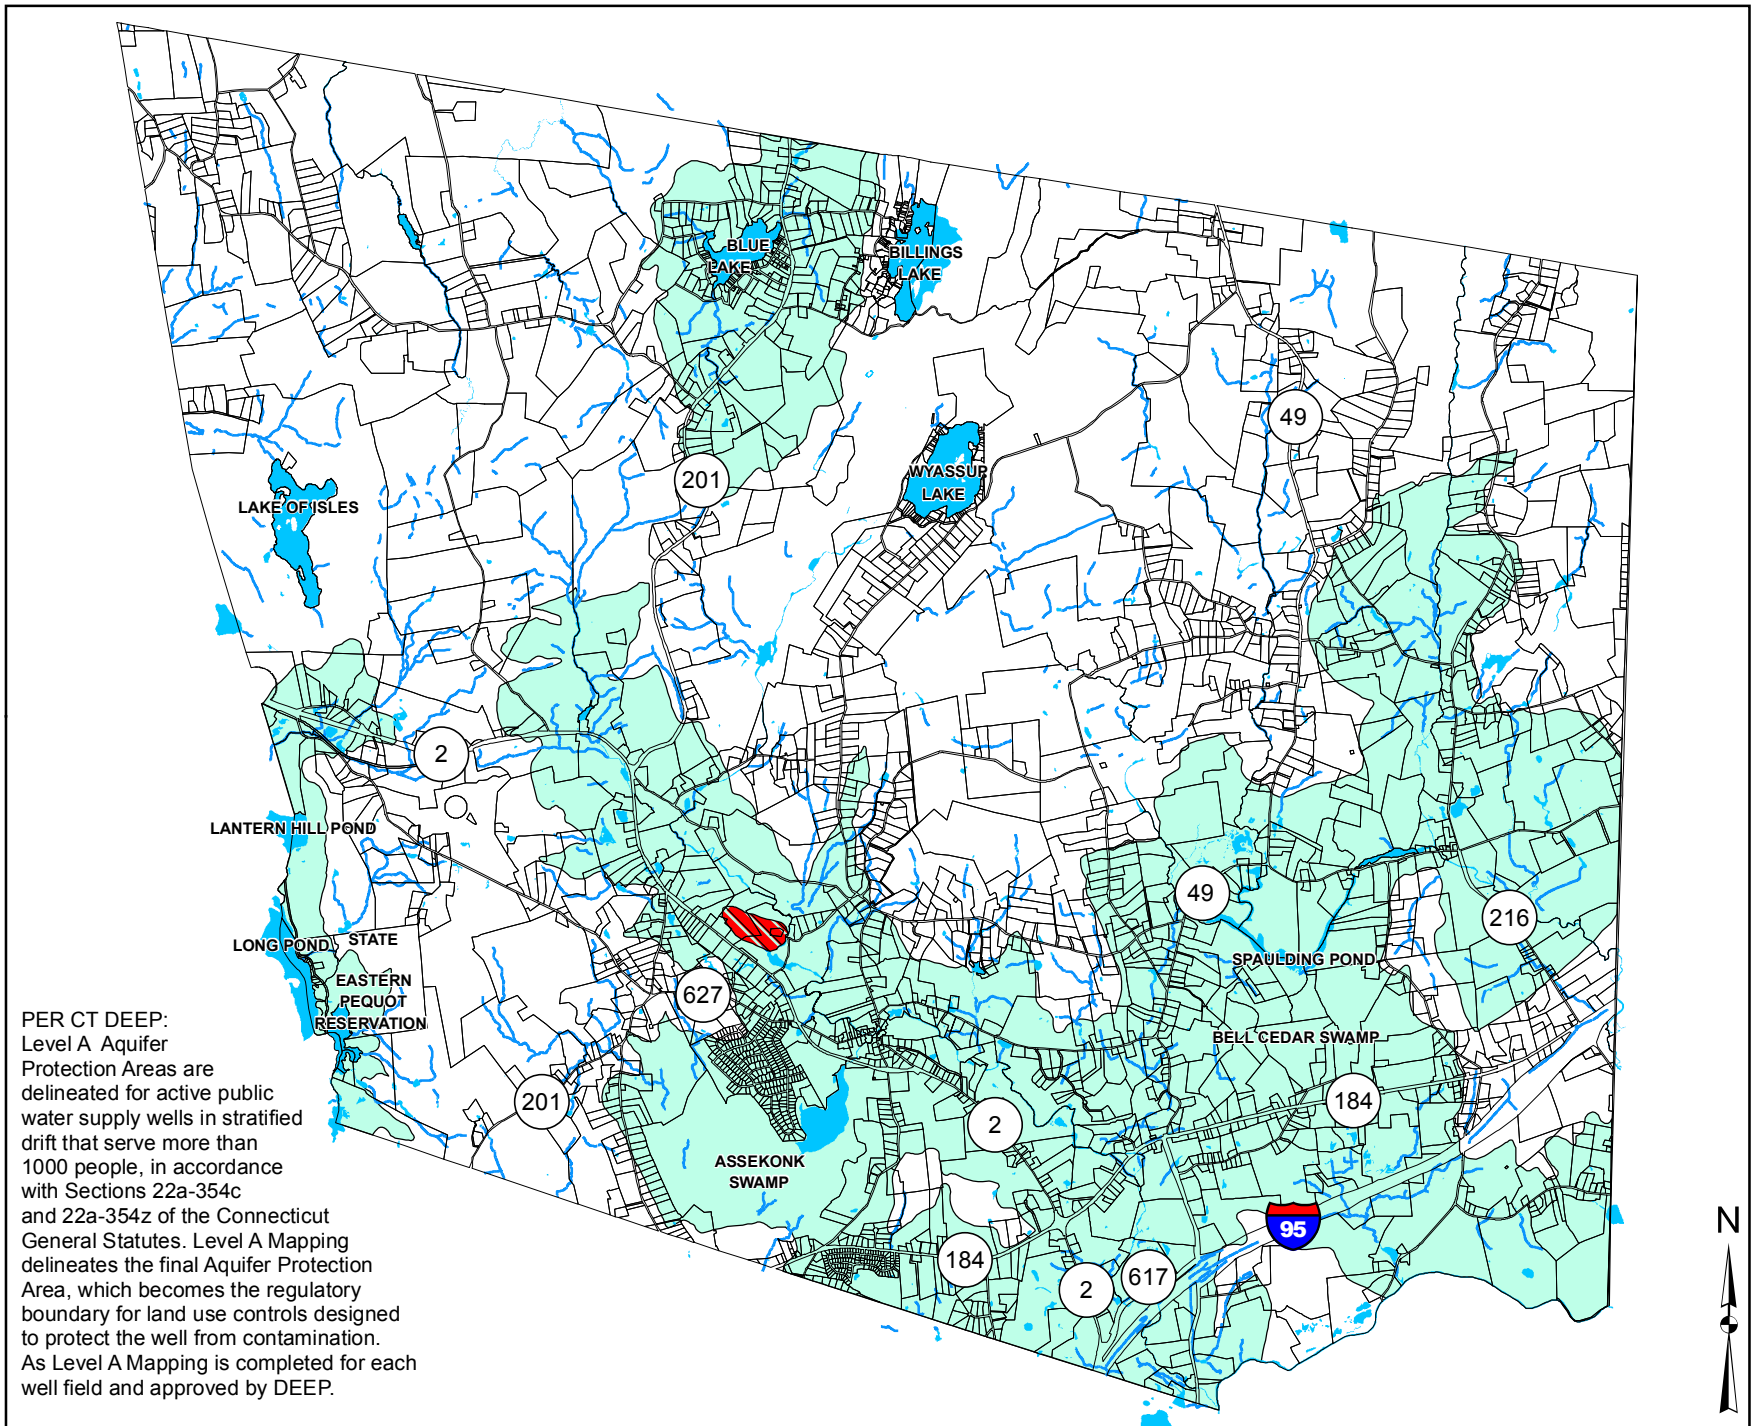 BLUE
LAKE
BILLINGS
LAKE
49
WYASSUP
LAKE
201
LAKE OF ISLES
2
LANTERN HILL POND
49
216
LONG POND
STATE
SPAULDING POND
EASTERN
PEQUOT
RESERVATION
627
BELL CEDAR SWAMP
201
184
2
ASSEKONK
SWAMP
95
184
617
2
N
PER CT DEEP:
Level A Aquifer
Protection Areas are
delineated for active public
water supply wells in stratified
drift that serve more than
1000 people, in accordance
with Sections 22a-354c
and 22a-354z of the Connecticut
General Statutes. Level A Mapping
delineates the final Aquifer Protection
Area, which becomes the regulatory
boundary for land use controls designed
to protect the well from contamination.
As Level A Mapping is completed for each
well field and approved by DEEP.